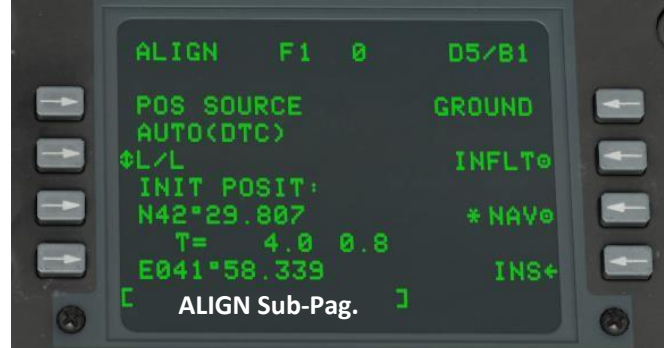 ALIGN F1 0 D5/B1
POS SOURCE GROUND
AUTO(DTC)
↕L/L INFLT⊙
INIT POSIT:
N42°29.807 * NAV⊙
T= 4.0 0.8
E041°58.339 INS←
[ ALIGN Sub-Pag. ]